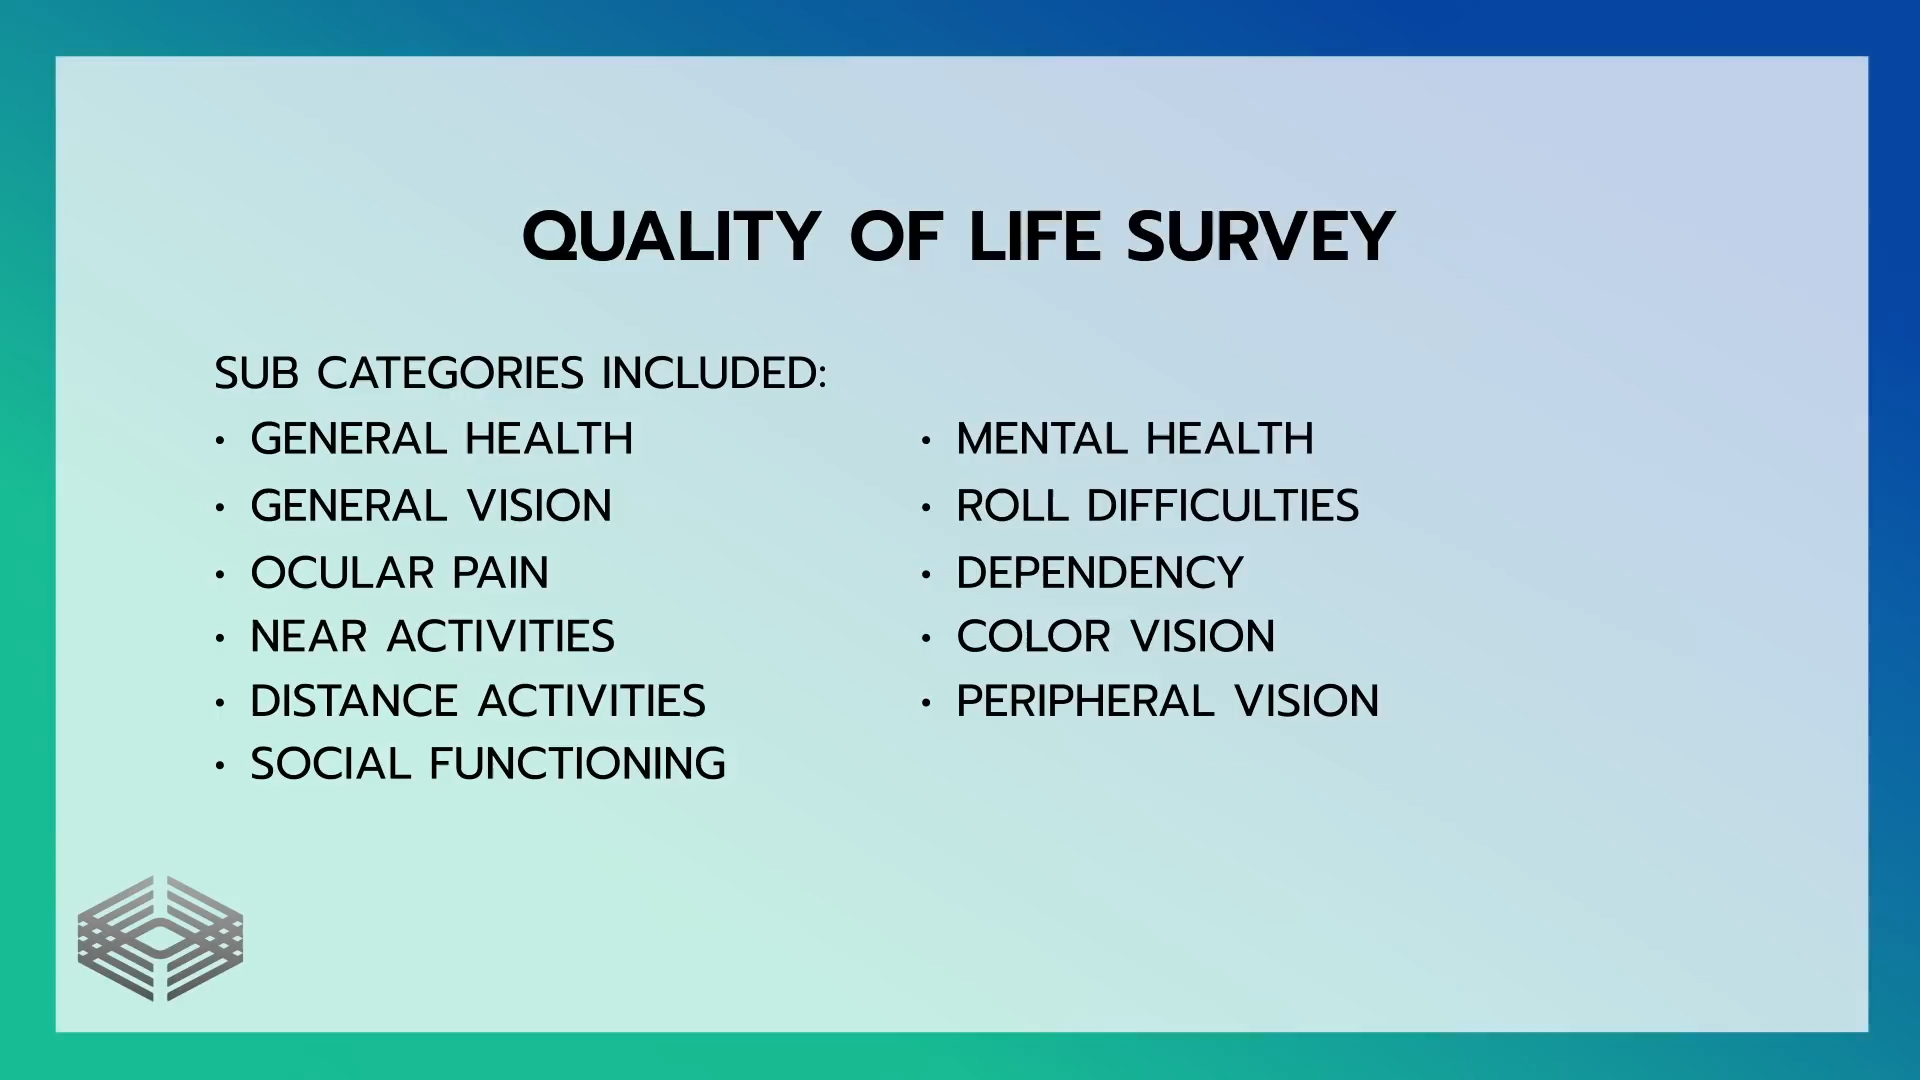 QUALITY OF LIFE SURVEY
SUB CATEGORIES INCLUDED:
• GENERAL HEALTH
• GENERAL VISION
• OCULAR PAIN
• NEAR ACTIVITIES
• DISTANCE ACTIVITIES
• SOCIAL FUNCTIONING
• MENTAL HEALTH
• ROLL DIFFICULTIES
• DEPENDENCY
• COLOR VISION
• PERIPHERAL VISION